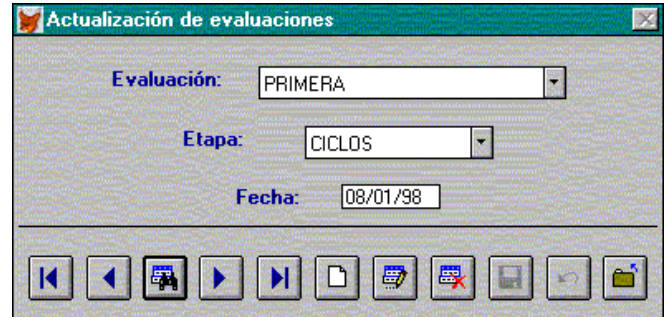 Actualización de evaluaciones
Evaluación: PRIMERA
Etapa: CICLOS
Fecha: 08/01/98